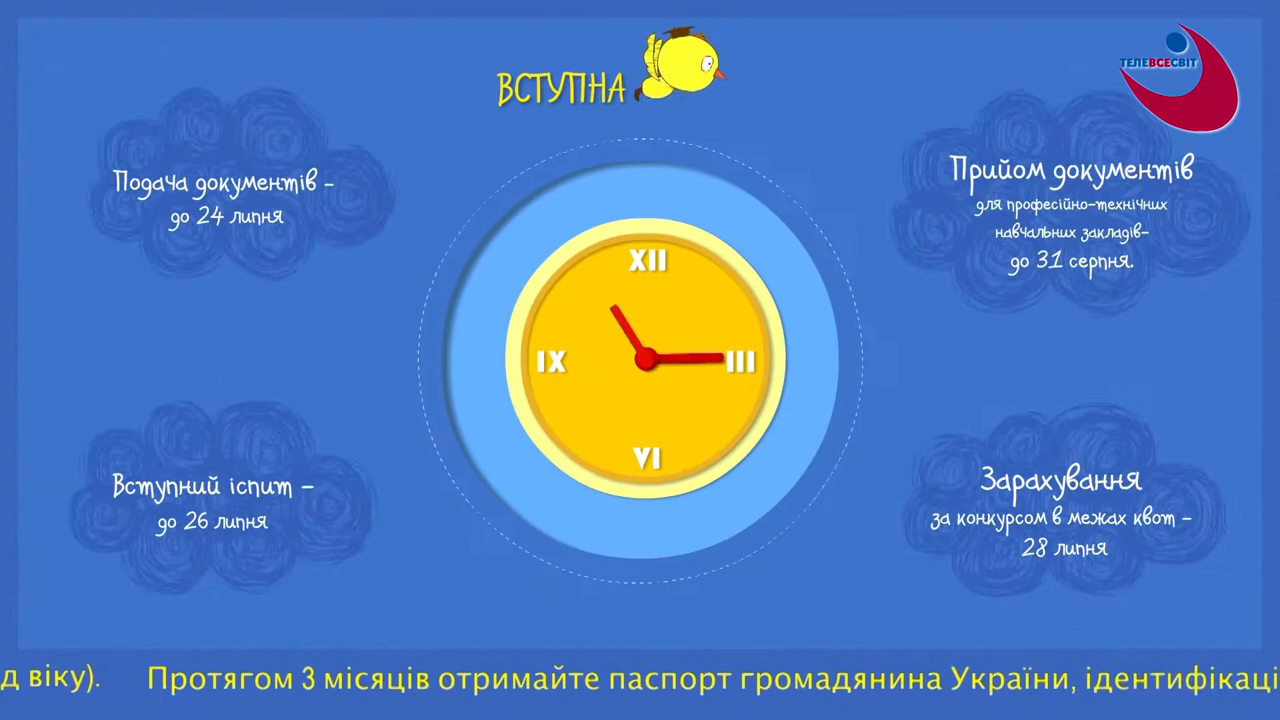 ВСТУПНА
ТЕЛЕВСЕСВІТ
Подача документів -
до 24 липня
Прийом документів
для професійно-технічних
навчальних закладів-
до 31 серпня.
XII
IX
III
VI
Вступний іспит -
до 26 липня
Зарахування
за конкурсом в межах квот -
28 липня
д віку). Протягом 3 місяців отримайте паспорт громадянина України, ідентифікаці